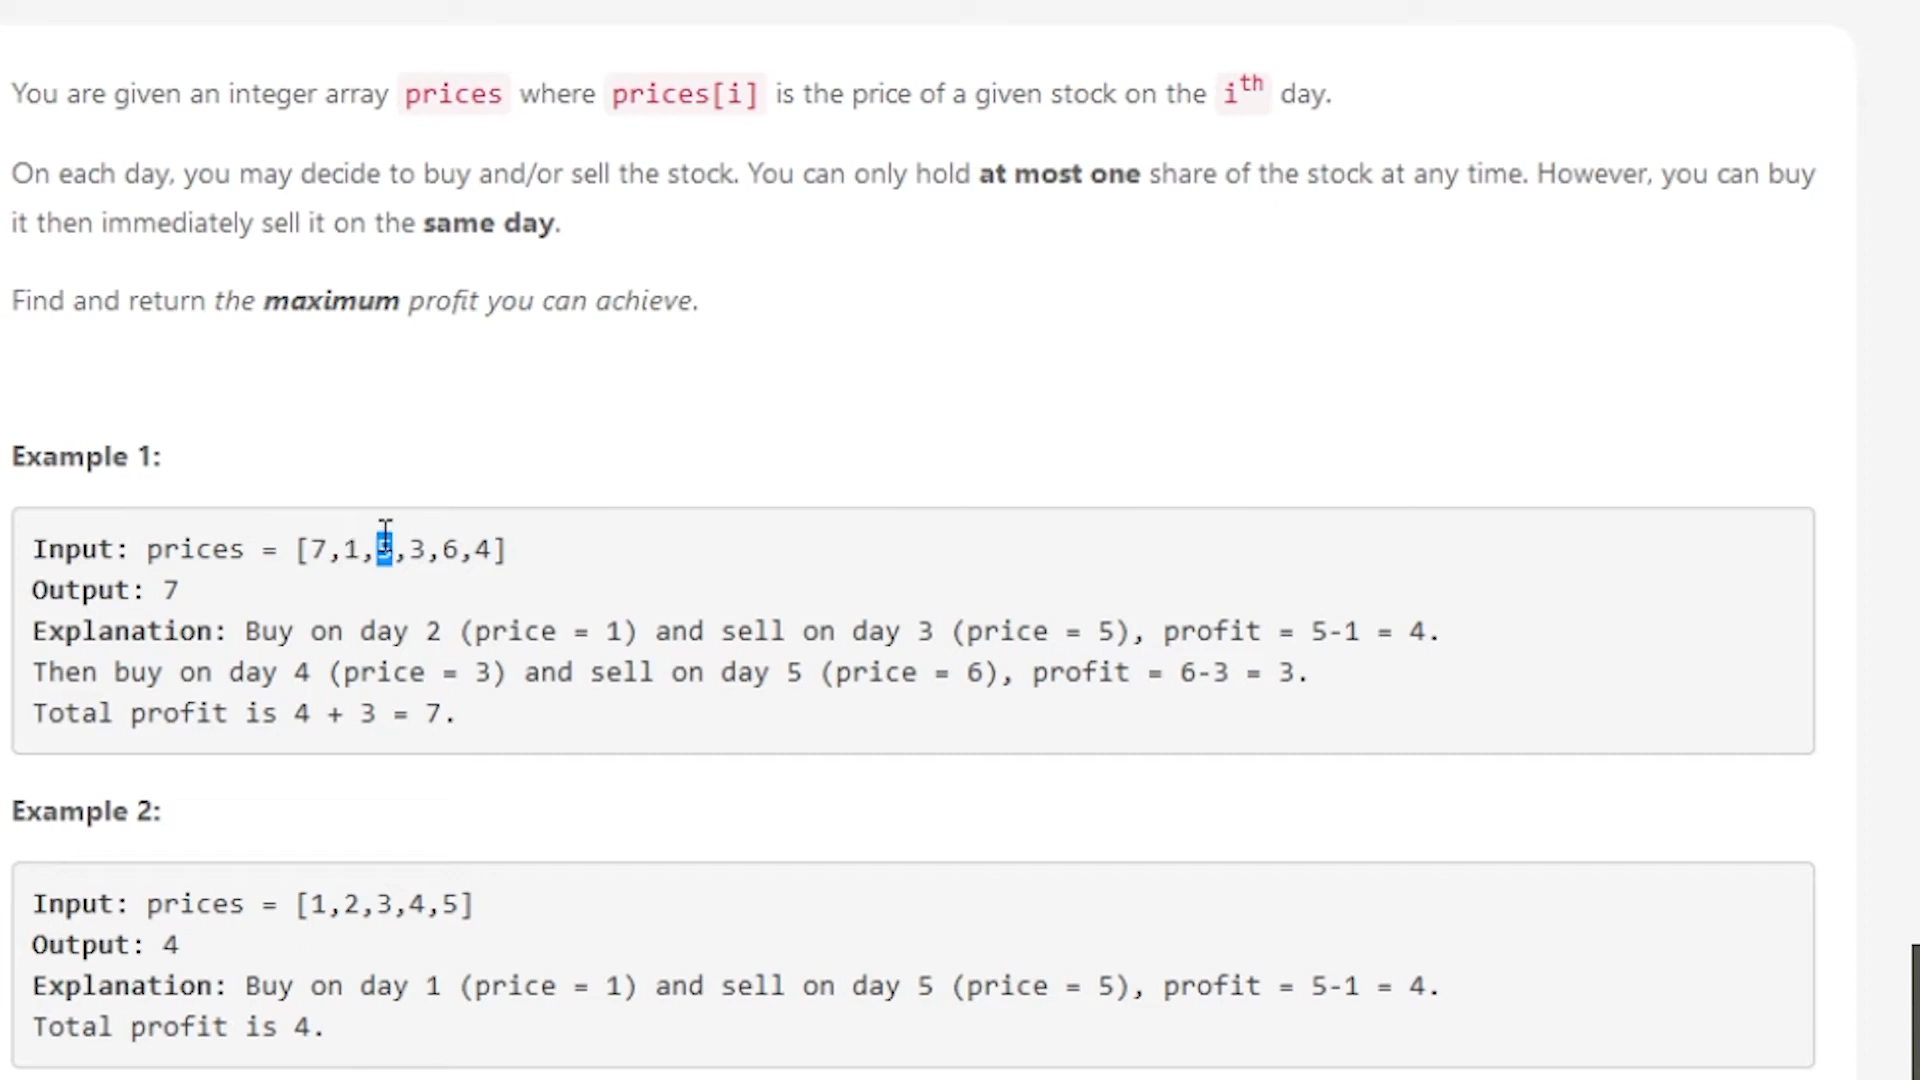 You are given an integer array prices where prices[i] is the price of a given stock on the ith day.
On each day, you may decide to buy and/or sell the stock. You can only hold at most one share of the stock at any time. However, you can buy
it then immediately sell it on the same day.
Find and return the maximum profit you can achieve.
Example 1:
Input: prices = [7,1,5,3,6,4]
Output: 7
Explanation: Buy on day 2 (price = 1) and sell on day 3 (price = 5), profit = 5-1 = 4.
Then buy on day 4 (price = 3) and sell on day 5 (price = 6), profit = 6-3 = 3.
Total profit is 4 + 3 = 7.
Example 2:
Input: prices = [1,2,3,4,5]
Output: 4
Explanation: Buy on day 1 (price = 1) and sell on day 5 (price = 5), profit = 5-1 = 4.
Total profit is 4.